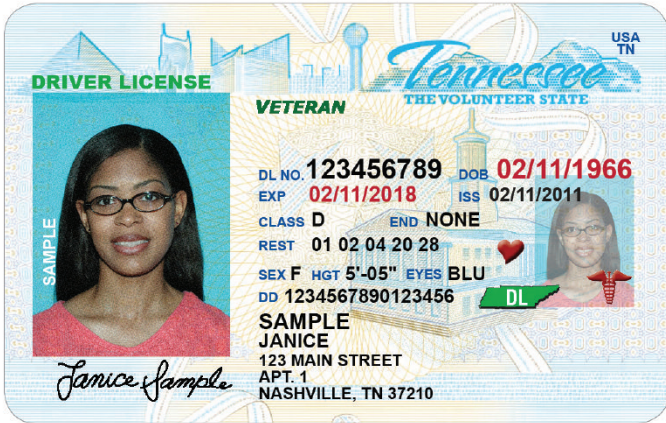 USA
TN
Tennessee
THE VOLUNTEER STATE
DRIVER LICENSE
VETERAN
DL NO. 123456789 DOB 02/11/1966
EXP 02/11/2018 ISS 02/11/2011
CLASS D END NONE
REST 01 02 04 20 28
SEX F HGT 5'-05" EYES BLU
DD 1234567890123456
DL
SAMPLE
JANICE
123 MAIN STREET
APT. 1
NASHVILLE, TN 37210
SAMPLE
Janice Sample